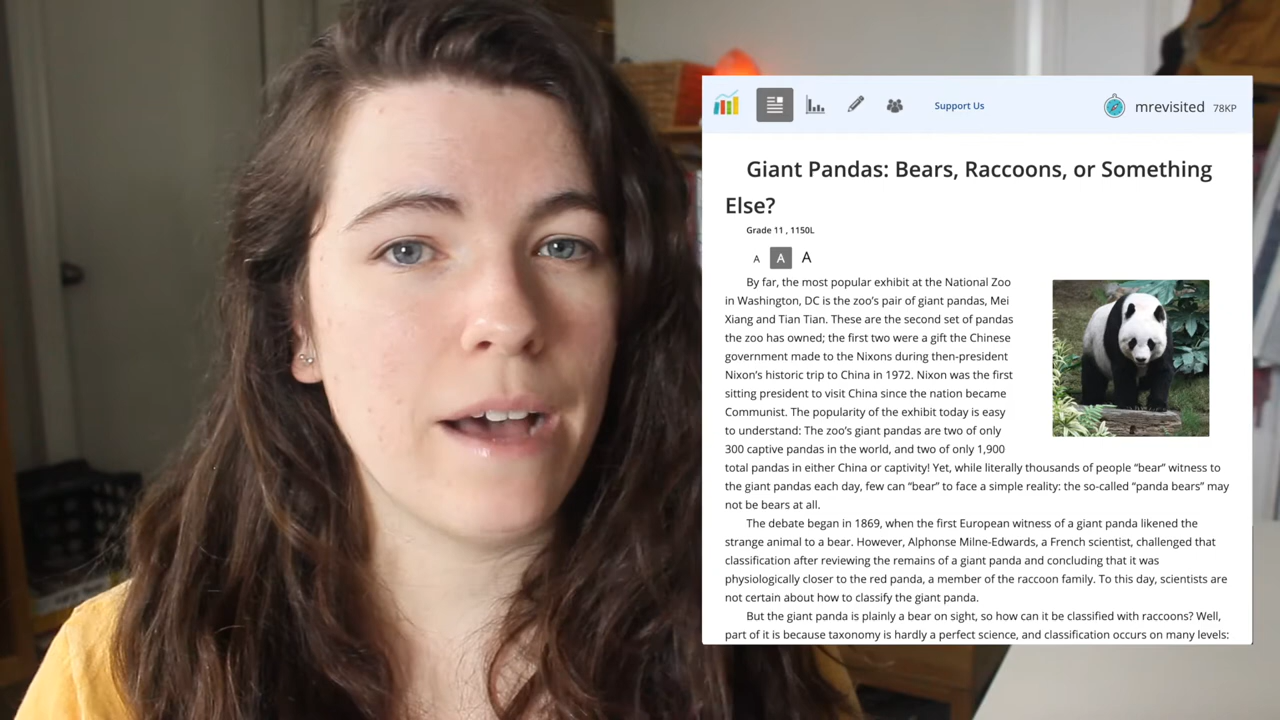 Support Us
mrevisited 78KP
Giant Pandas: Bears, Raccoons, or Something
Else?
Grade 11 , 1150L
A A A
By far, the most popular exhibit at the National Zoo
in Washington, DC is the zoo’s pair of giant pandas, Mei
Xiang and Tian Tian. These are the second set of pandas
the zoo has owned; the first two were a gift the Chinese
government made to the Nixons during then-president
Nixon’s historic trip to China in 1972. Nixon was the first
sitting president to visit China since the nation became
Communist. The popularity of the exhibit today is easy
to understand: The zoo’s giant pandas are two of only
300 captive pandas in the world, and two of only 1,900
total pandas in either China or captivity! Yet, while literally thousands of people “bear” witness to
the giant pandas each day, few can “bear” to face a simple reality: the so-called “panda bears” may
not be bears at all.
The debate began in 1869, when the first European witness of a giant panda likened the
strange animal to a bear. However, Alphonse Milne-Edwards, a French scientist, challenged that
classification after reviewing the remains of a giant panda and concluding that it was
physiologically closer to the red panda, a member of the raccoon family. To this day, scientists are
not certain about how to classify the giant panda.
But the giant panda is plainly a bear on sight, so how can it be classified with raccoons? Well,
part of it is because taxonomy is hardly a perfect science, and classification occurs on many levels: